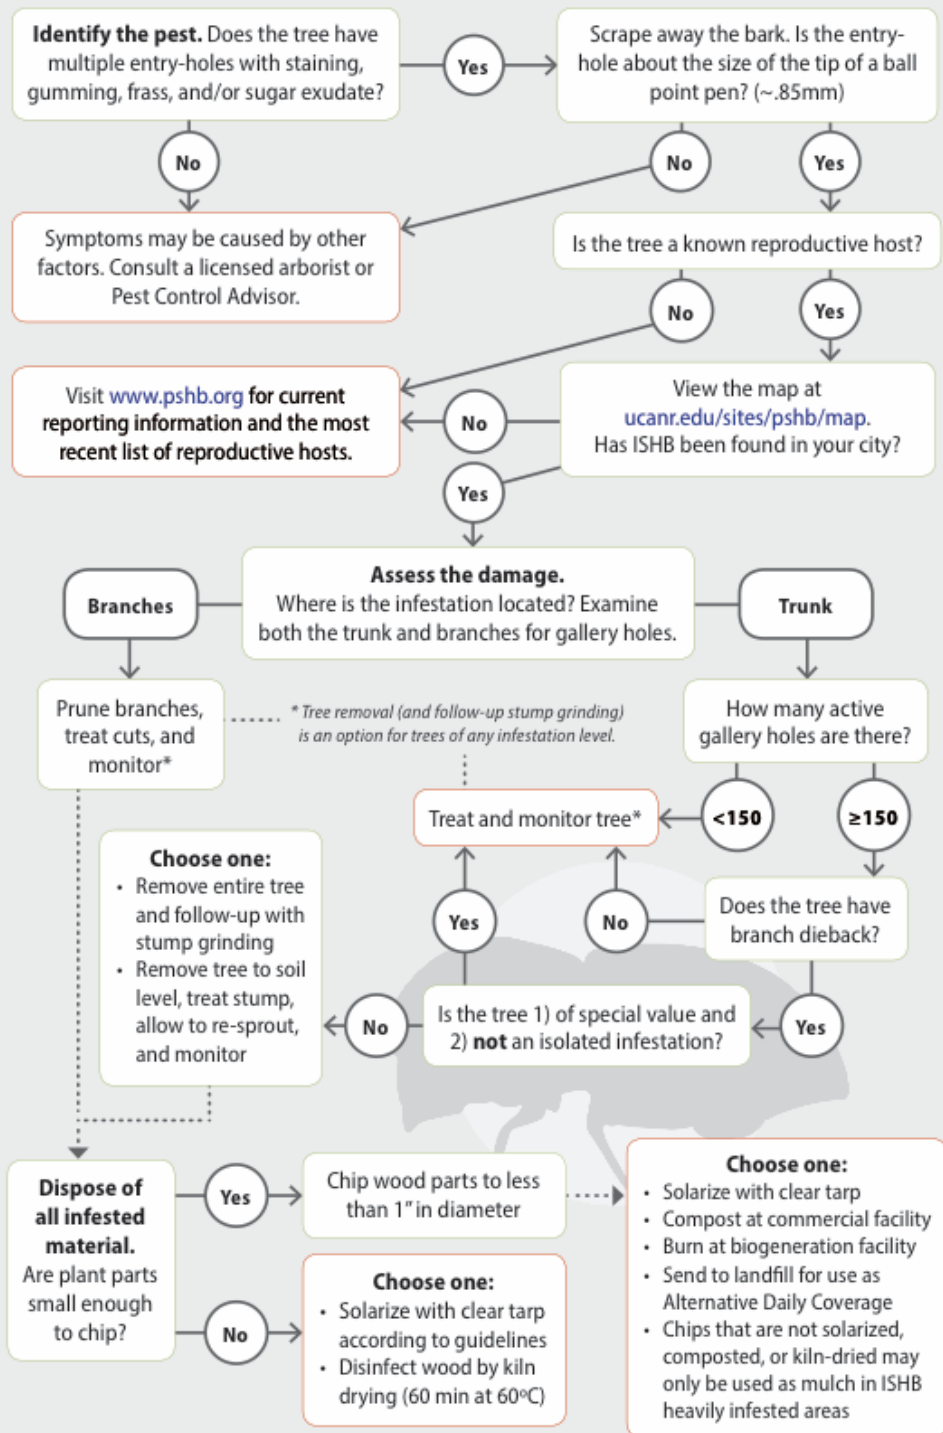 Identify the pest. Does the tree have
multiple entry-holes with staining,
gumming, frass, and/or sugar exudate?
Yes
Scrape away the bark. Is the entry-
hole about the size of the tip of a ball
point pen? (~.85mm)
No
No
Yes
Symptoms may be caused by other
factors. Consult a licensed arborist or
Pest Control Advisor.
Is the tree a known reproductive host?
No
Yes
Visit www.pshb.org for current
reporting information and the most
recent list of reproductive hosts.
No
View the map at
ucanr.edu/sites/pshb/map.
Has ISHB been found in your city?
Yes
Assess the damage.
Where is the infestation located? Examine
both the trunk and branches for gallery holes.
Branches
Trunk
Prune branches,
treat cuts, and
monitor*
* Tree removal (and follow-up stump grinding)
is an option for trees of any infestation level.
How many active
gallery holes are there?
Treat and monitor tree*
<150
≥150
Choose one:
• Remove entire tree
and follow-up with
stump grinding
• Remove tree to soil
level, treat stump,
allow to re-sprout,
and monitor
Yes
No
Does the tree have
branch dieback?
No
Is the tree 1) of special value and
2) not an isolated infestation?
Yes
Dispose of
all infested
material.
Are plant parts
small enough
to chip?
Yes
Chip wood parts to less
than 1" in diameter
No
Choose one:
• Solarize with clear tarp
according to guidelines
• Disinfect wood by kiln
drying (60 min at 60ºC)
Choose one:
• Solarize with clear tarp
• Compost at commercial facility
• Burn at biogeneration facility
• Send to landfill for use as
Alternative Daily Coverage
• Chips that are not solarized,
composted, or kiln-dried may
only be used as mulch in ISHB
heavily infested areas